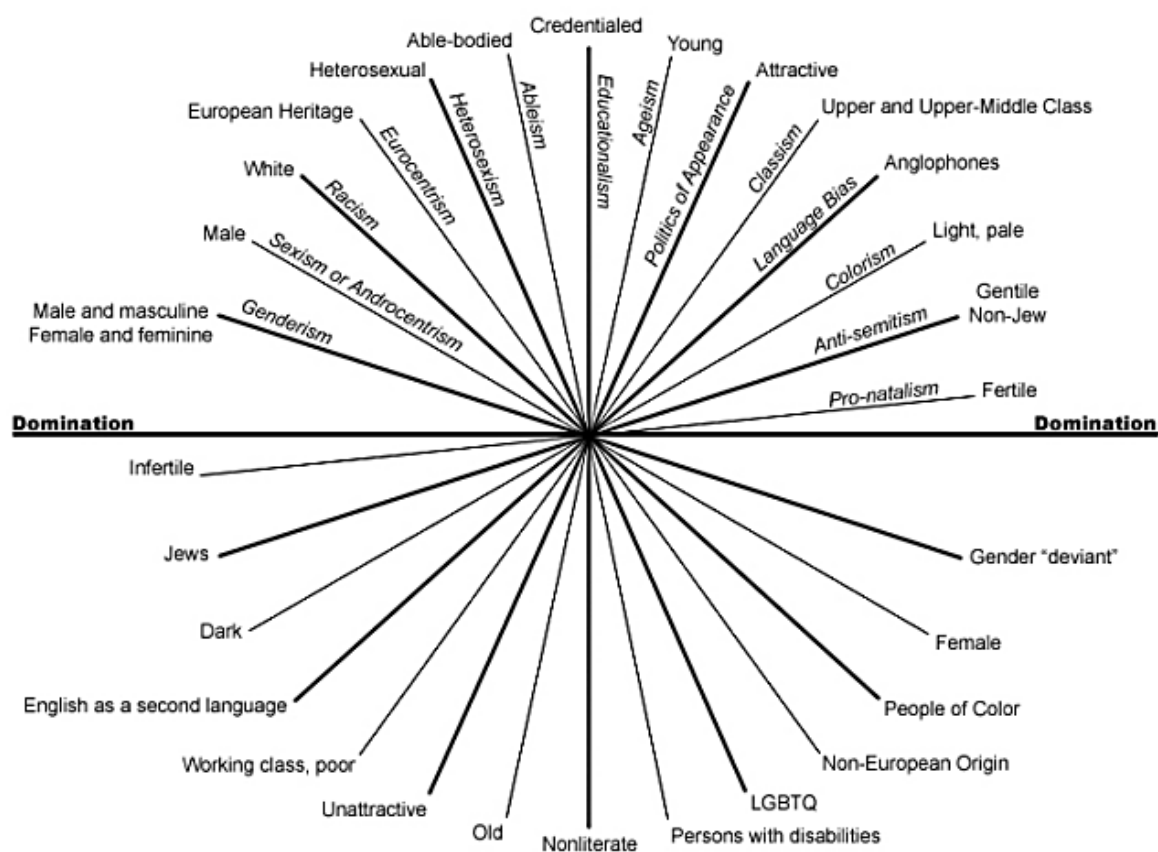 Credentialed
Able-bodied
Young
Heterosexual
Attractive
European Heritage
Upper and Upper-Middle Class
White
Anglophones
Male
Light, pale
Male and masculine
Female and feminine
Gentile
Non-Jew
Fertile
Genderism
Sexism or Androcentrism
Racism
Eurocentrism
Heterosexism
Ableism
Educationalism
Ageism
Politics of Appearance
Classism
Language Bias
Colorism
Anti-semitism
Pro-natalism
Domination
Domination
Infertile
Jews
Gender “deviant”
Dark
Female
English as a second language
People of Color
Working class, poor
Non-European Origin
Unattractive
LGBTQ
Old
Persons with disabilities
Nonliterate